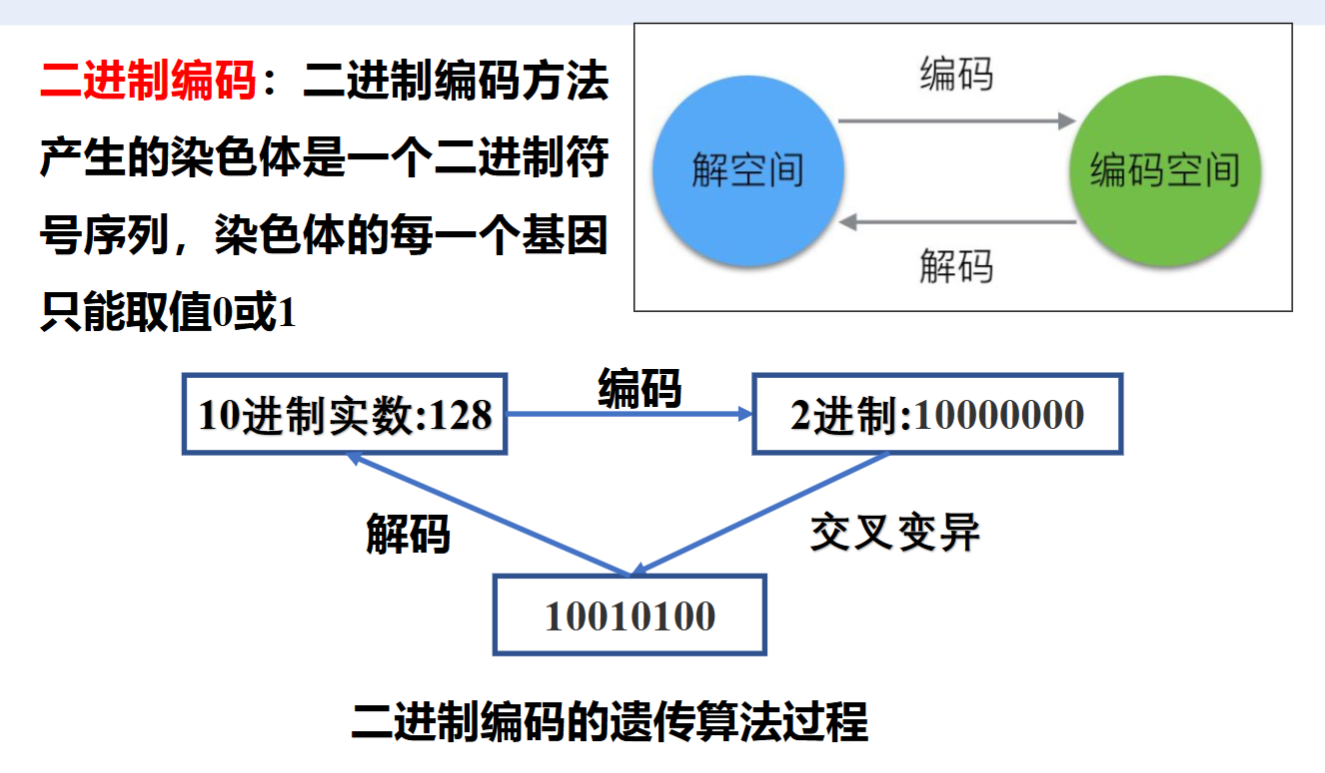 二进制编码：二进制编码方法
产生的染色体是一个二进制符
号序列，染色体的每一个基因
只能取值0或1
编码
解空间
编码空间
解码
10进制实数:128
编码
2进制:10000000
解码
交叉变异
10010100
二进制编码的遗传算法过程